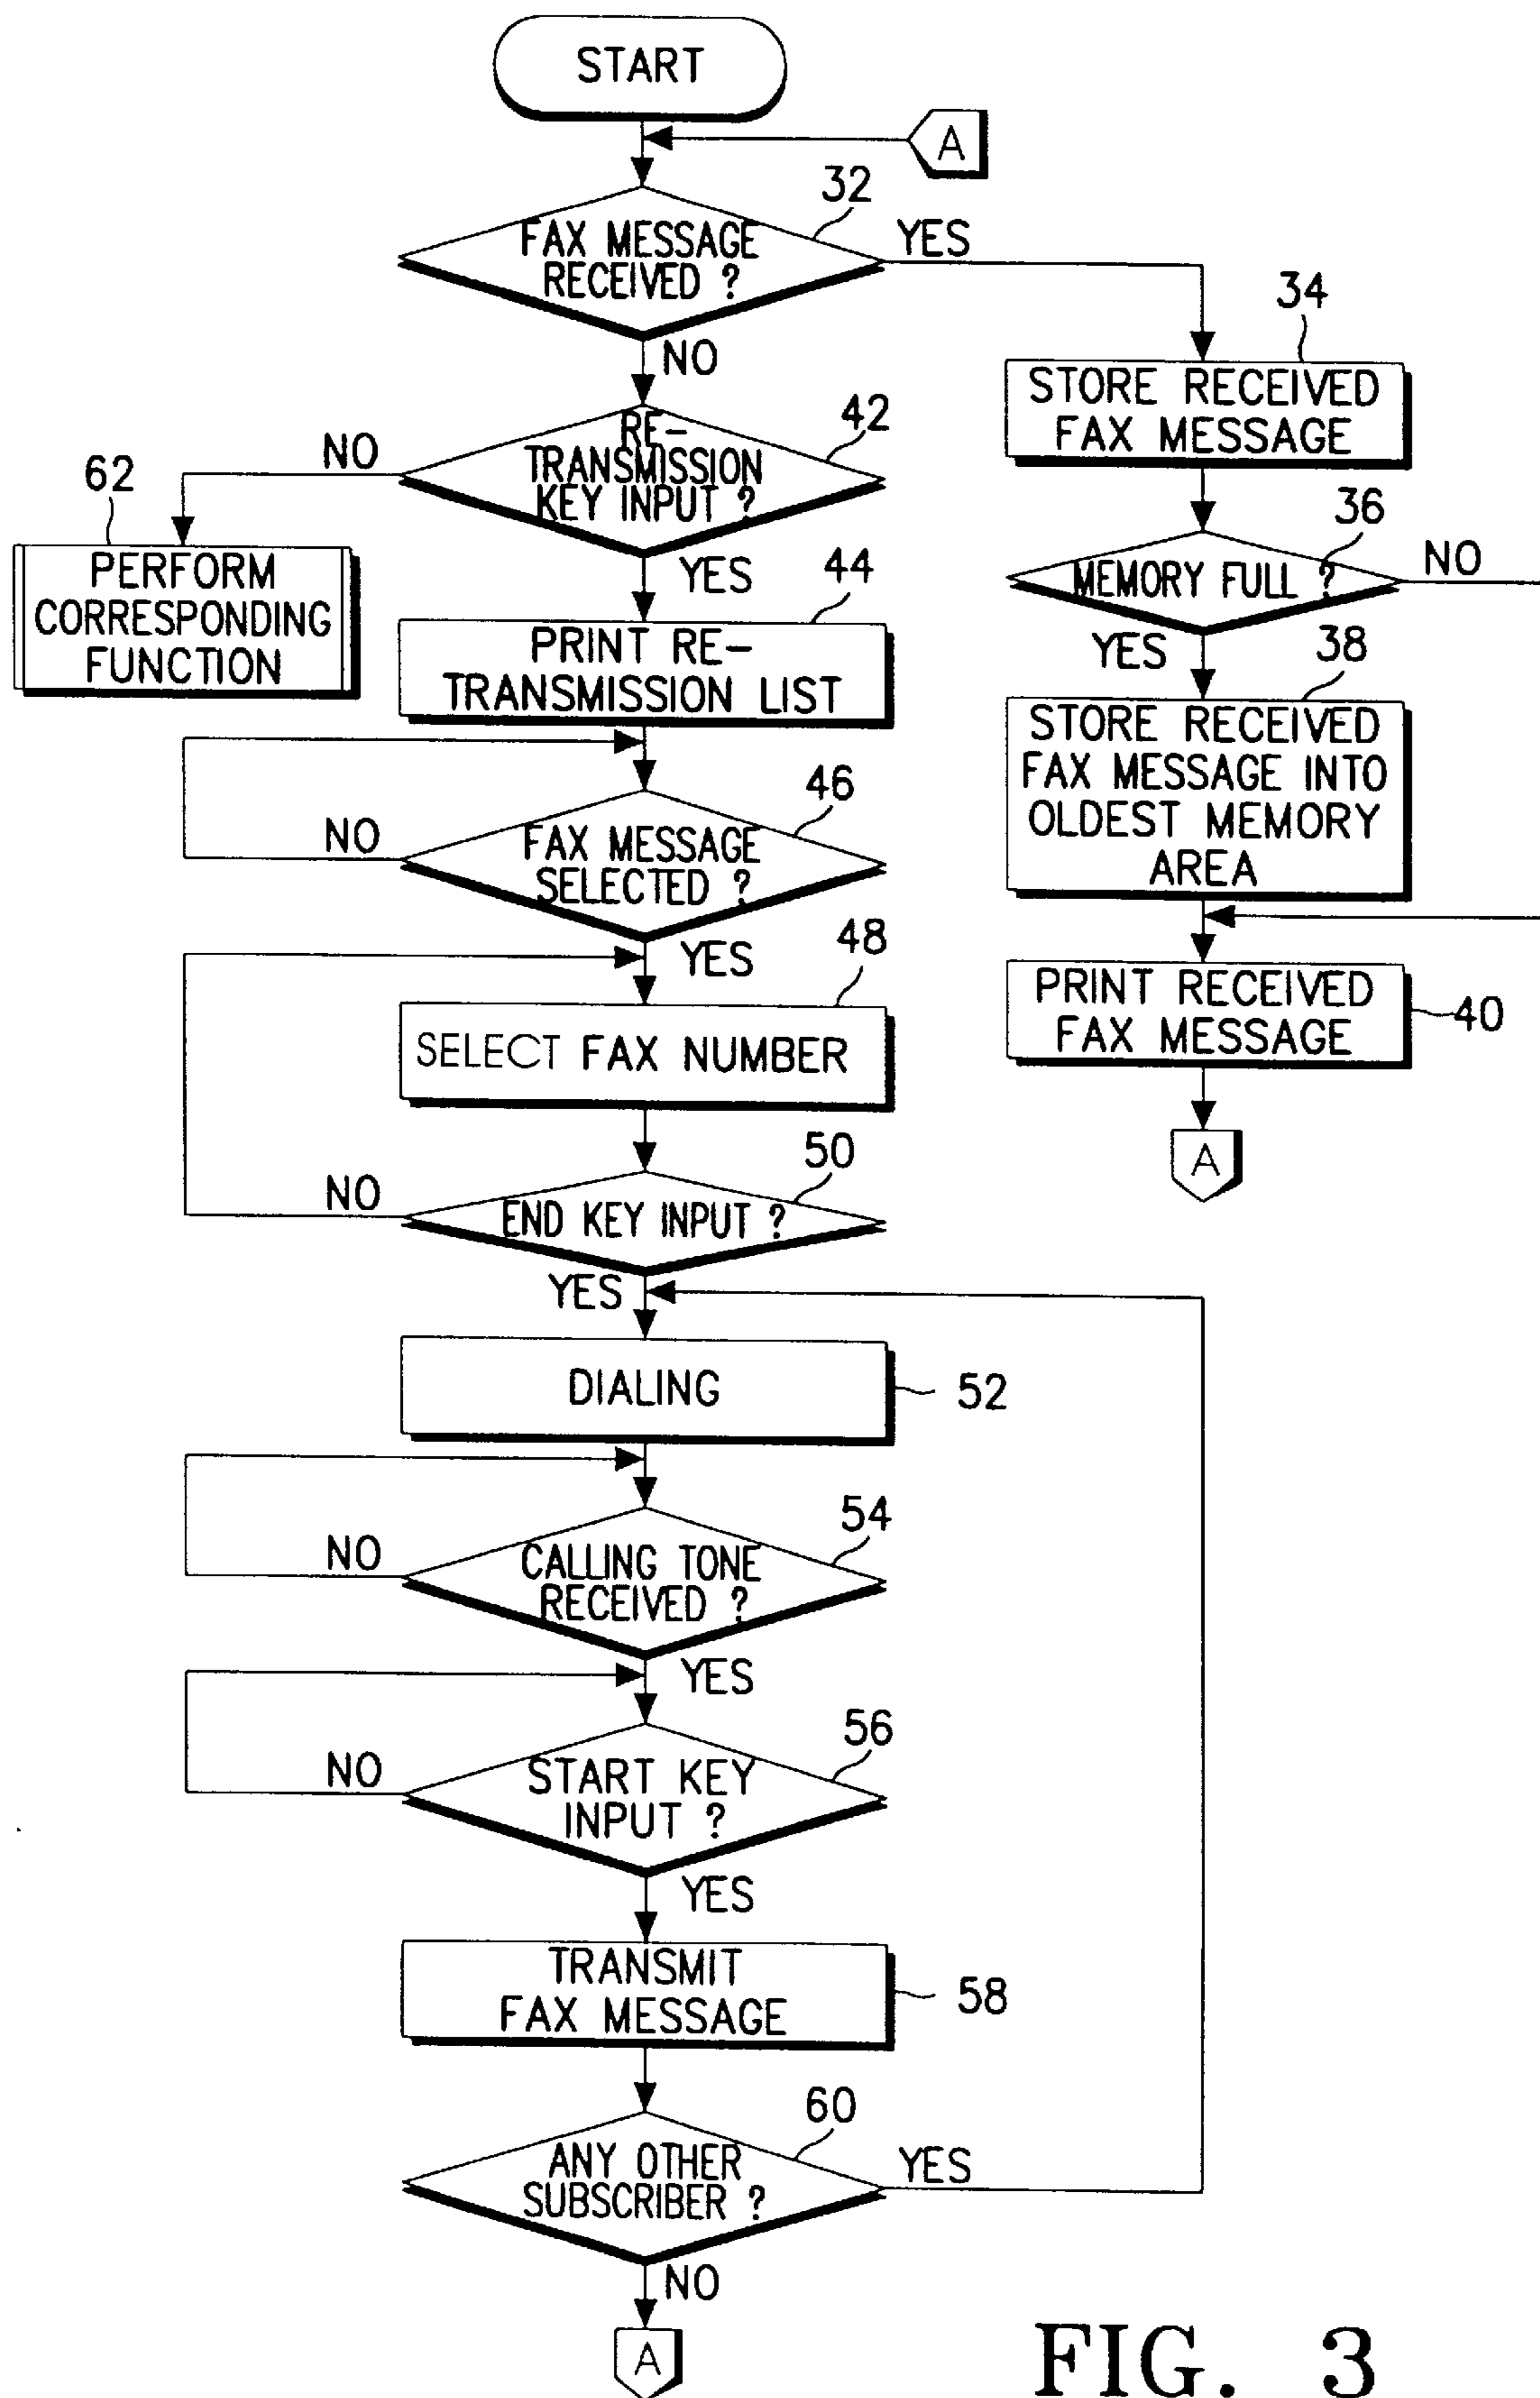 START
A
32
FAX MESSAGE
RECEIVED ?
YES
NO
34
STORE RECEIVED
FAX MESSAGE
42
RE-
TRANSMISSION
KEY INPUT ?
NO
YES
62
PERFORM
CORRESPONDING
FUNCTION
36
MEMORY FULL ?
NO
YES
44
PRINT RE-
TRANSMISSION LIST
38
STORE RECEIVED
FAX MESSAGE INTO
OLDEST MEMORY
AREA
46
FAX MESSAGE
SELECTED ?
NO
YES
48
SELECT FAX NUMBER
PRINT RECEIVED
FAX MESSAGE
40
A
50
END KEY INPUT ?
NO
YES
DIALING
52
54
CALLING TONE
RECEIVED ?
NO
YES
56
START KEY
INPUT ?
NO
YES
TRANSMIT
FAX MESSAGE
58
60
ANY OTHER
SUBSCRIBER ?
YES
NO
A
FIG. 3